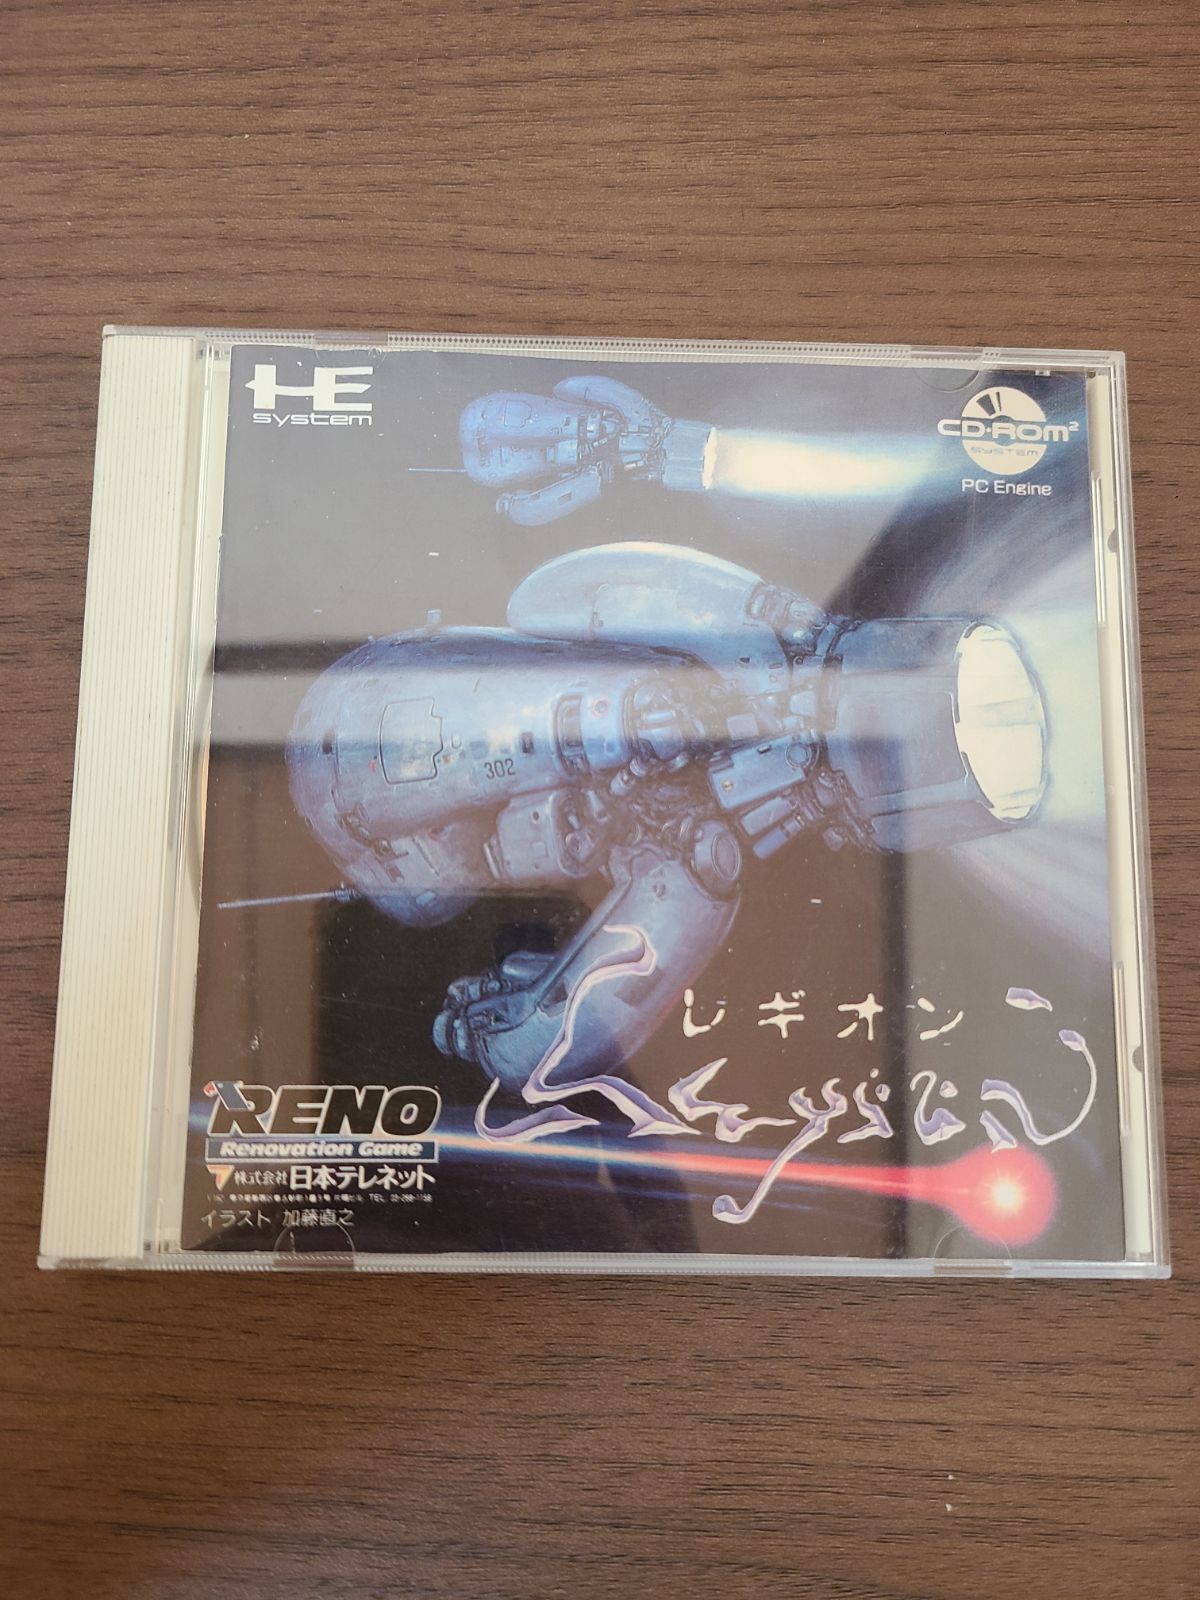 HE
system
CD-ROM²
SYSTEM
PC Engine
301
302
レギオン
RENO
Renovation Game
株式会社日本テレネット
イラスト 加藤直之